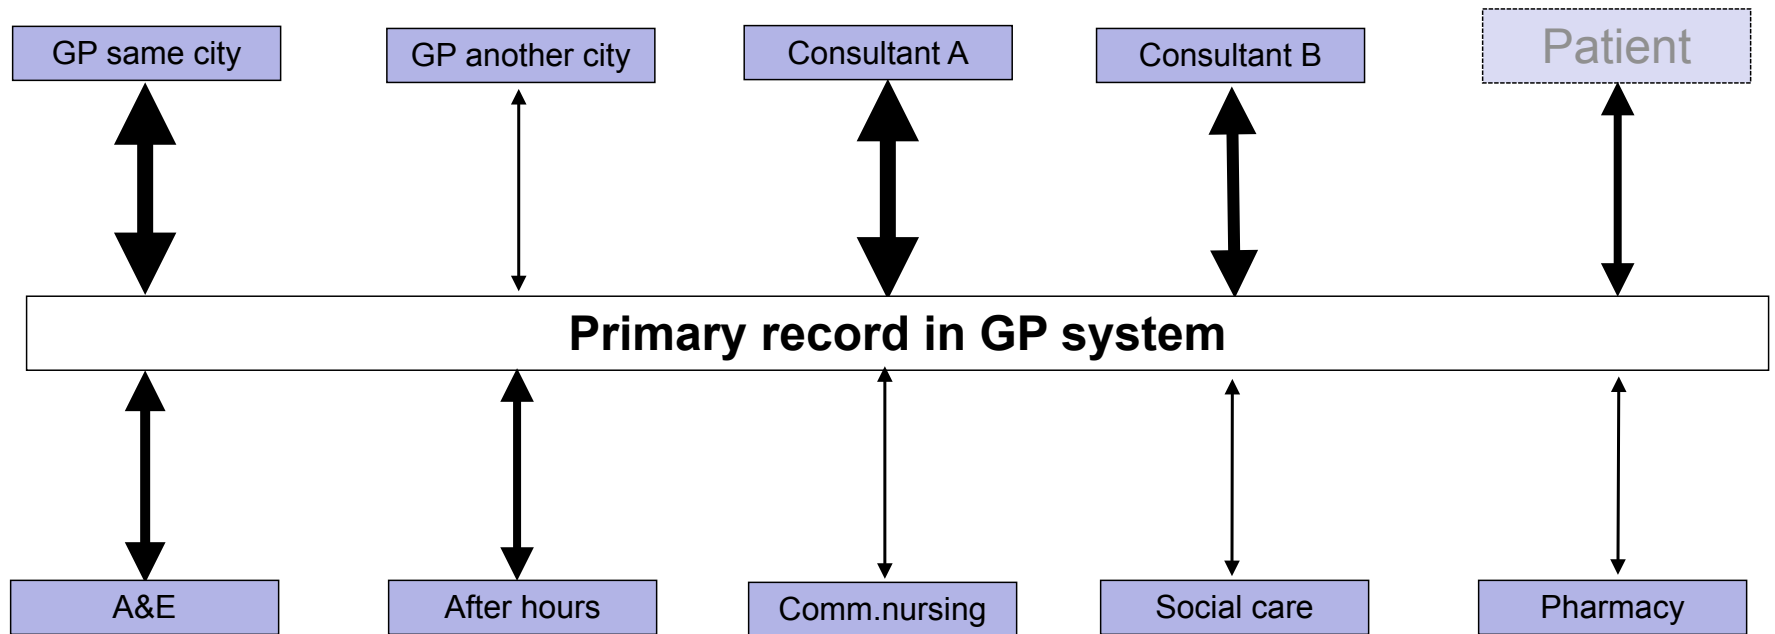 GP same city
GP another city
Consultant A
Consultant B
Patient
Primary record in GP system
A&E
After hours
Comm.nursing
Social care
Pharmacy